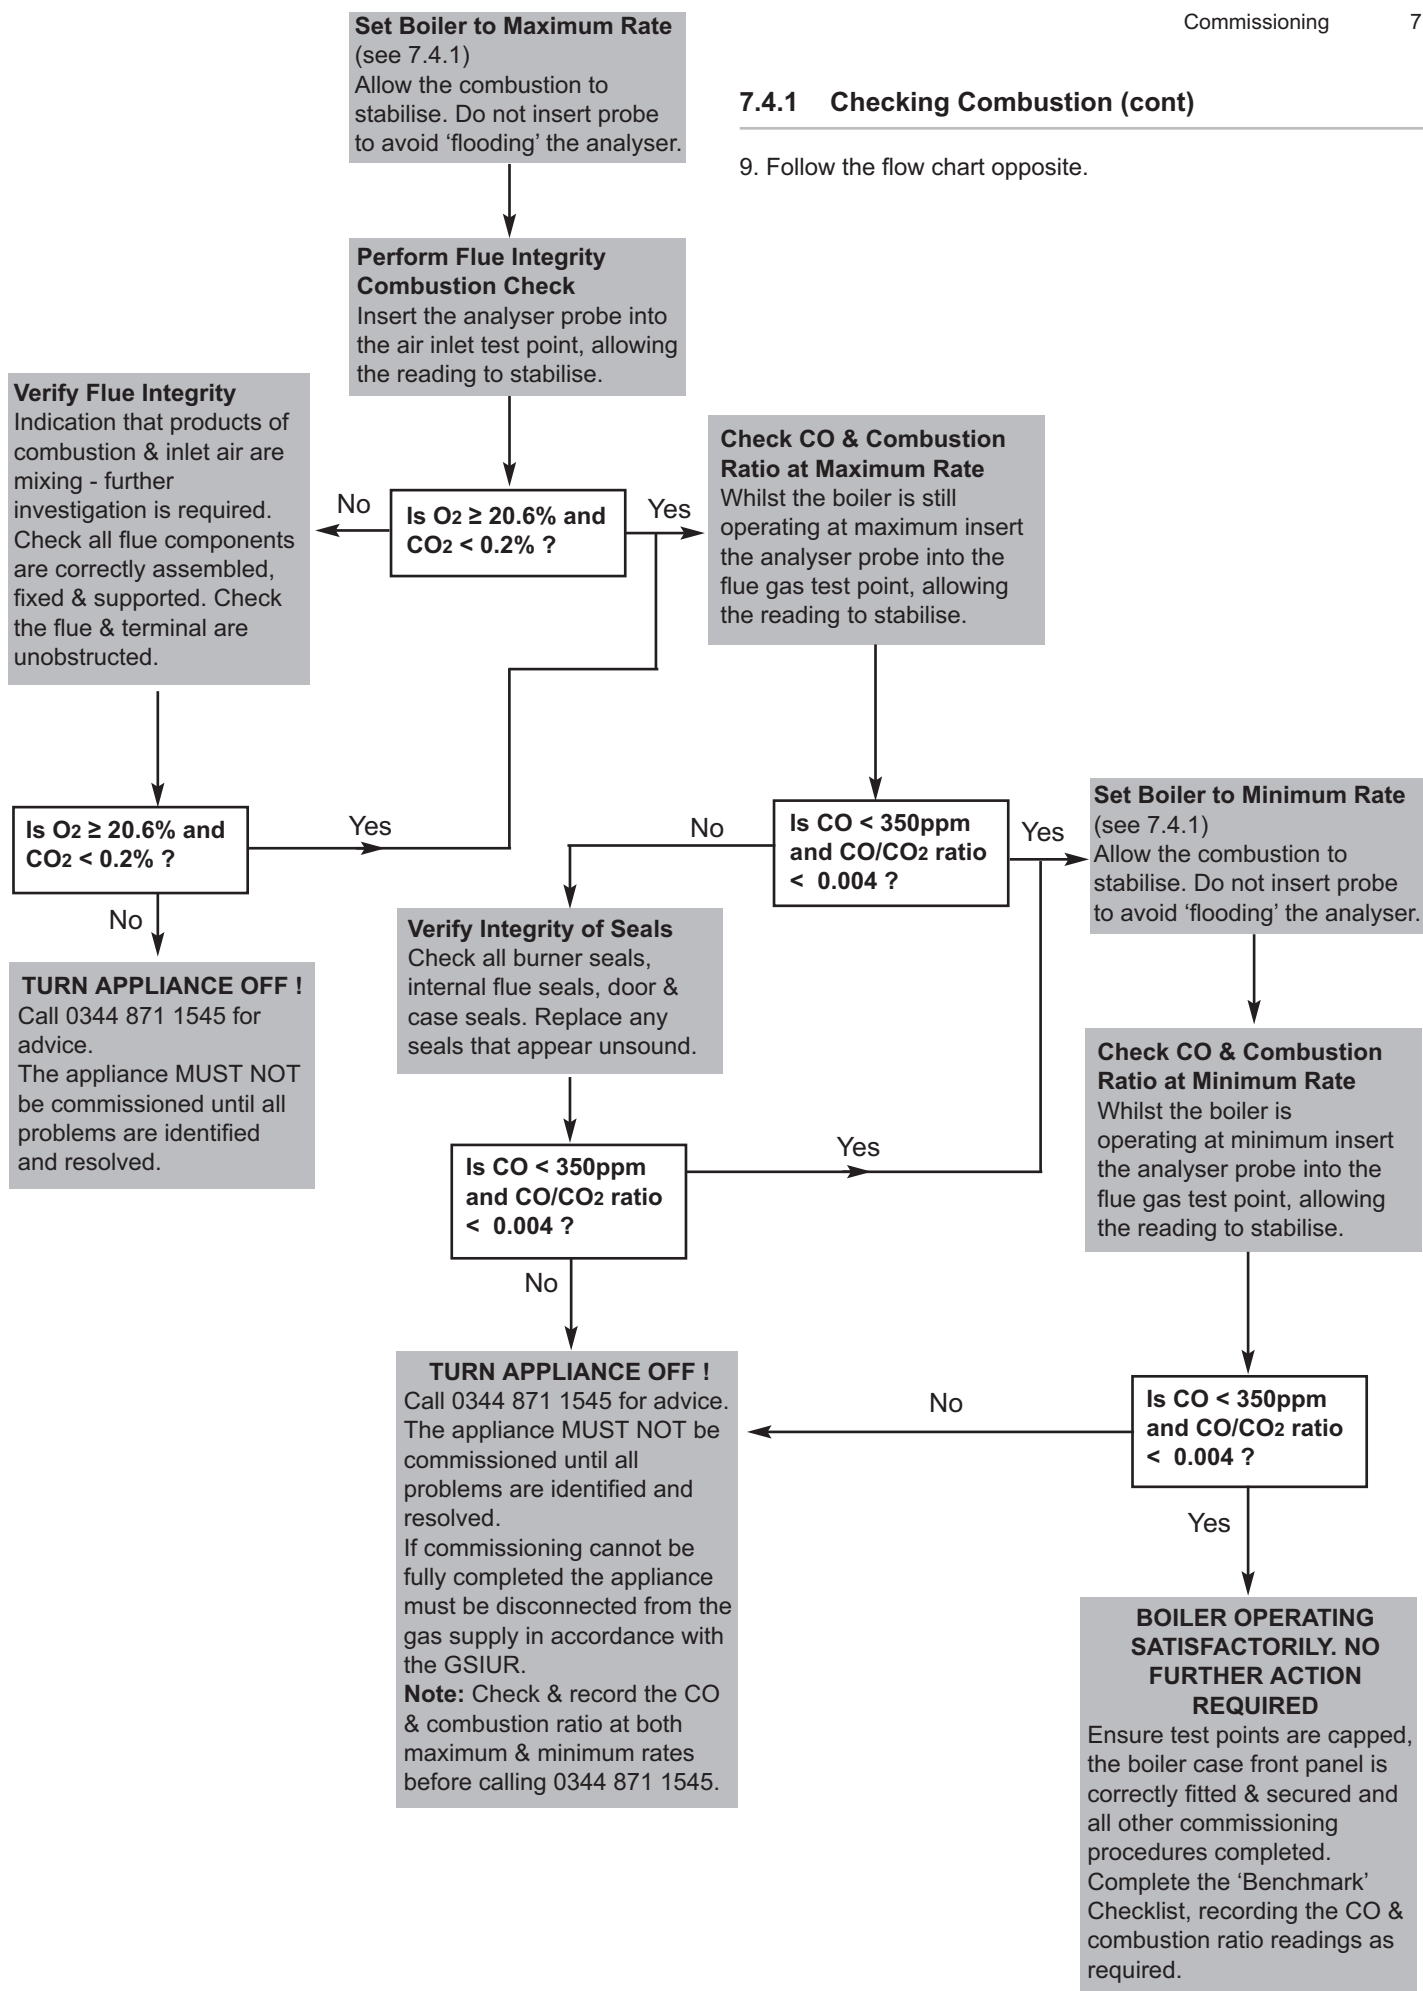 Commissioning 7
7.4.1 Checking Combustion (cont)
9. Follow the flow chart opposite.
Set Boiler to Maximum Rate
(see 7.4.1)
Allow the combustion to
stabilise. Do not insert probe
to avoid ‘flooding’ the analyser.
Perform Flue Integrity
Combustion Check
Insert the analyser probe into
the air inlet test point, allowing
the reading to stabilise.
Is O2 ≥ 20.6% and
CO2 < 0.2% ?
No
Yes
Verify Flue Integrity
Indication that products of
combustion & inlet air are
mixing - further
investigation is required.
Check all flue components
are correctly assembled,
fixed & supported. Check
the flue & terminal are
unobstructed.
Is O2 ≥ 20.6% and
CO2 < 0.2% ?
Yes
No
TURN APPLIANCE OFF !
Call 0344 871 1545 for
advice.
The appliance MUST NOT
be commissioned until all
problems are identified
and resolved.
Check CO & Combustion
Ratio at Maximum Rate
Whilst the boiler is still
operating at maximum insert
the analyser probe into the
flue gas test point, allowing
the reading to stabilise.
Is CO < 350ppm
and CO/CO2 ratio
< 0.004 ?
No
Yes
Verify Integrity of Seals
Check all burner seals,
internal flue seals, door &
case seals. Replace any
seals that appear unsound.
Is CO < 350ppm
and CO/CO2 ratio
< 0.004 ?
Yes
No
TURN APPLIANCE OFF !
Call 0344 871 1545 for advice.
The appliance MUST NOT be
commissioned until all
problems are identified and
resolved.
If commissioning cannot be
fully completed the appliance
must be disconnected from the
gas supply in accordance with
the GSIUR.
Note: Check & record the CO
& combustion ratio at both
maximum & minimum rates
before calling 0344 871 1545.
Set Boiler to Minimum Rate
(see 7.4.1)
Allow the combustion to
stabilise. Do not insert probe
to avoid ‘flooding’ the analyser.
Check CO & Combustion
Ratio at Minimum Rate
Whilst the boiler is
operating at minimum insert
the analyser probe into the
flue gas test point, allowing
the reading to stabilise.
Is CO < 350ppm
and CO/CO2 ratio
< 0.004 ?
No
Yes
BOILER OPERATING
SATISFACTORILY. NO
FURTHER ACTION
REQUIRED
Ensure test points are capped,
the boiler case front panel is
correctly fitted & secured and
all other commissioning
procedures completed.
Complete the ‘Benchmark’
Checklist, recording the CO &
combustion ratio readings as
required.